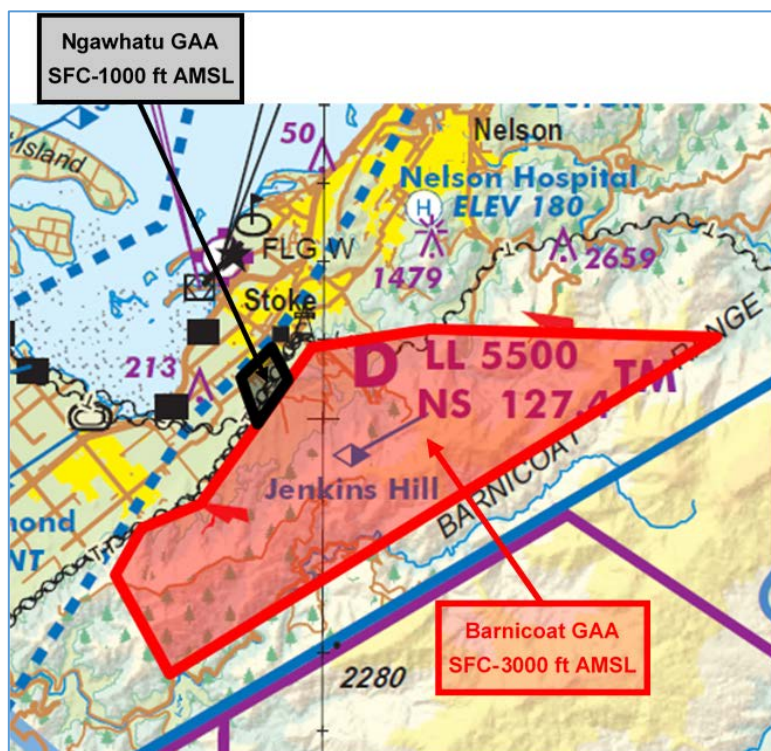 Ngawhatu GAA
SFC-1000 ft AMSL
Island
50
Nelson
Nelson Hospital
H
ELEV 180
FLG W
1479
2659
Stoke
213
D
LL 5500
TM
RANGE
NS 127.4
Jenkins Hill
BARNICOAT
mond
NT
Barnicoat GAA
SFC-3000 ft AMSL
2280